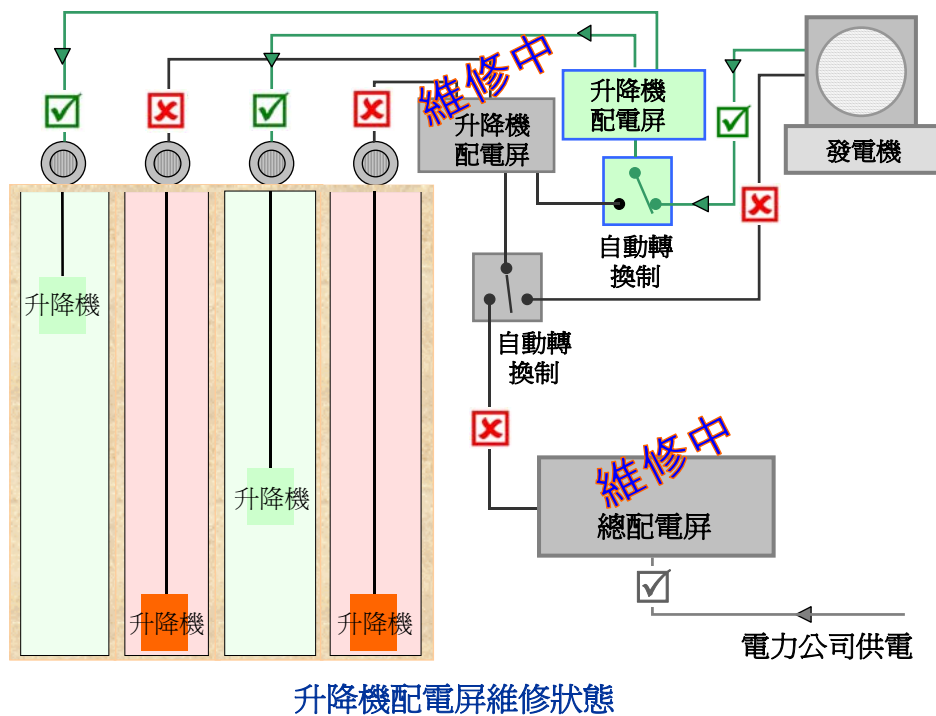 維修中
升降機
配電屏
升降機
配電屏
發電機
自動轉
換制
自動轉
換制
升降機
升降機
升降機
升降機
維修中
總配電屏
電力公司供電
升降機配電屏維修狀態